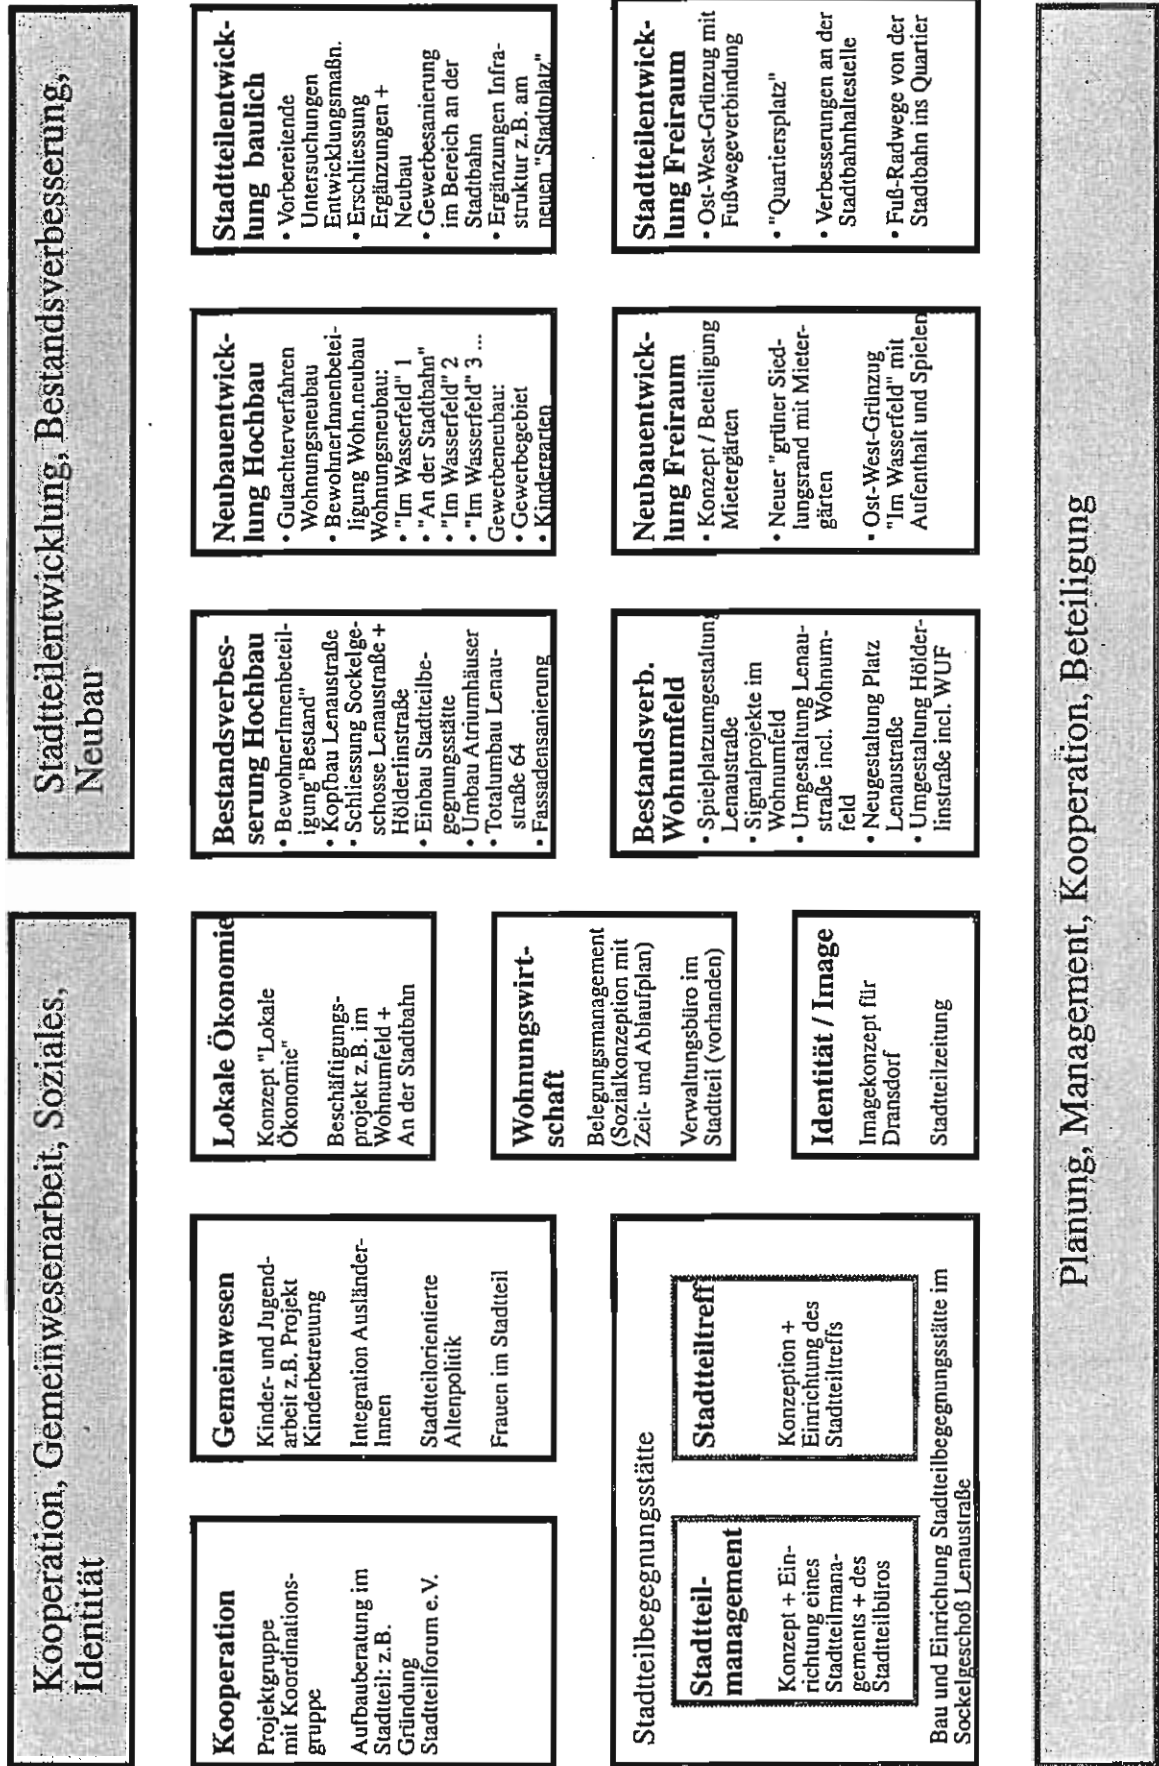 Kooperation, Gemeinwesenarbeit, Soziales,
Identität
Stadtteilentwicklung, Bestandsverbesserung,
Neubau
Kooperation
Projektgruppe
mit Koordinations-
gruppe
Aufbauberatung im
Stadtteil: z.B.
Gründung
Stadtteilforum e.V.
Gemeinwesen
Kinder- und Jugend-
arbeit z.B. Projekt
Kinderbetreuung
Integration Ausländer-
Innen
Stadtteilorientierte
Altenpolitik
Frauen im Stadtteil
Lokale Ökonomie
Konzept "Lokale
Ökonomie"
Beschäftigungs-
projekt z.B. im
Wohnumfeld +
An der Stadtbahn
Bestandsverbes-
serung Hochbau
• BewohnerInnenbeteil-
igung"Bestand"
• Kopfbau Lenaustraße
• Schliessung Sockelge-
schosse Lenaustraße +
Hölderlinstraße
• Einbau Stadtteilbe-
gegnungsstätte
• Umbau Atriumhäuser
• Totalumbau Lenau-
straße 64
• Fassadensanierung
Neubauentwick-
lung Hochbau
• Gutachterverfahren
Wohnungsneubau
• BewohnerInnenbetei-
ligung Wohn.neubau
Wohnungsneubau:
• "Im Wasserfeld" 1
• "An der Stadtbahn"
• "Im Wasserfeld" 2
• "Im Wasserfeld" 3 ...
Gewerbeneubau:
• Gewerbegebiet
• Kindergarten
Stadtteilentwick-
lung baulich
• Vorbereitende
Untersuchungen
Entwicklungsmaßn.
• Erschliessung
Ergänzungen +
Neubau
• Gewerbesanierung
im Bereich an der
Stadtbahn
• Ergänzungen Infra-
struktur z.B. am
neuen "Stadtplatz"
Stadtteilbegegnungsstätte
Stadtteil-
management
Konzept + Ein-
richtung eines
Stadtteilmana-
gements + des
Stadtteilbüros
Stadtteiltreff
Konzeption +
Einrichtung des
Stadtteiltreffs
Bau und Einrichtung Stadtteilbegegnungsstätte im
Sockelgeschoß Lenaustraße
Wohnungswirt-
schaft
Belegungsmanagement
(Sozialkonzeption mit
Zeit- und Ablaufplan)
Verwaltungsbüro im
Stadtteil (vorhanden)
Identität / Image
Imagekonzept für
Dransdorf
Stadtteilzeitung
Bestandsverb.
Wohnumfeld
• Spielplatzumgestaltung
Lenaustraße
• Signalprojekte im
Wohnumfeld
• Umgestaltung Lenau-
straße incl. Wohnum-
feld
• Neugestaltung Platz
Lenaustraße
• Umgestaltung Hölder-
linstraße incl. WUF
Neubauentwick-
lung Freiraum
• Konzept / Beteiligung
Mietergärten
• Neuer "grüner Sied-
lungsrand mit Mieter-
gärten
• Ost-West-Grünzug
"Im Wasserfeld" mit
Aufenthalt und Spielen
Stadtteilentwick-
lung Freiraum
• Ost-West-Grünzug mit
Fußwegeverbindung
• "Quartiersplatz"
• Verbesserungen an der
Stadtbahnhaltestelle
• Fuß-Radwege von der
Stadtbahn ins Quartier
Planung, Management, Kooperation, Beteiligung